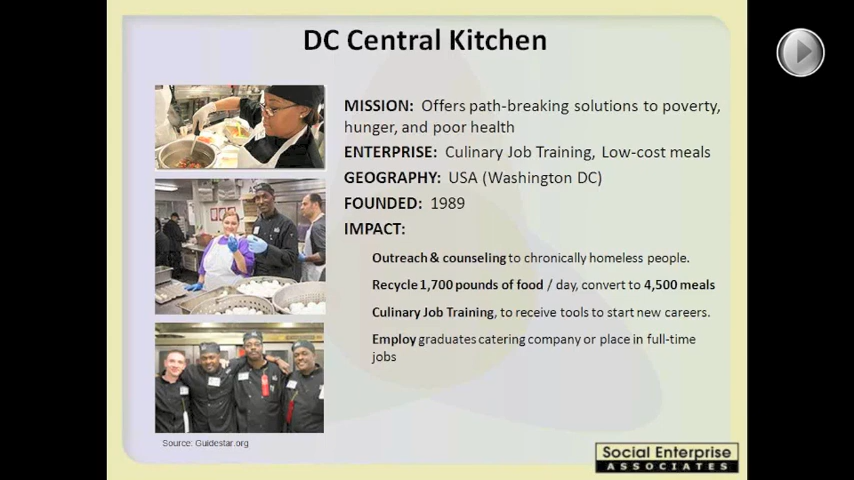 DC Central Kitchen
MISSION: Offers path-breaking solutions to poverty,
hunger, and poor health
ENTERPRISE: Culinary Job Training, Low-cost meals
GEOGRAPHY: USA (Washington DC)
FOUNDED: 1989
IMPACT:
Outreach & counseling to chronically homeless people.
Recycle 1,700 pounds of food / day, convert to 4,500 meals
Culinary Job Training, to receive tools to start new careers.
Employ graduates catering company or place in full-time
jobs
Source: Guidestar.org
Social Enterprise
ASSOCIATES